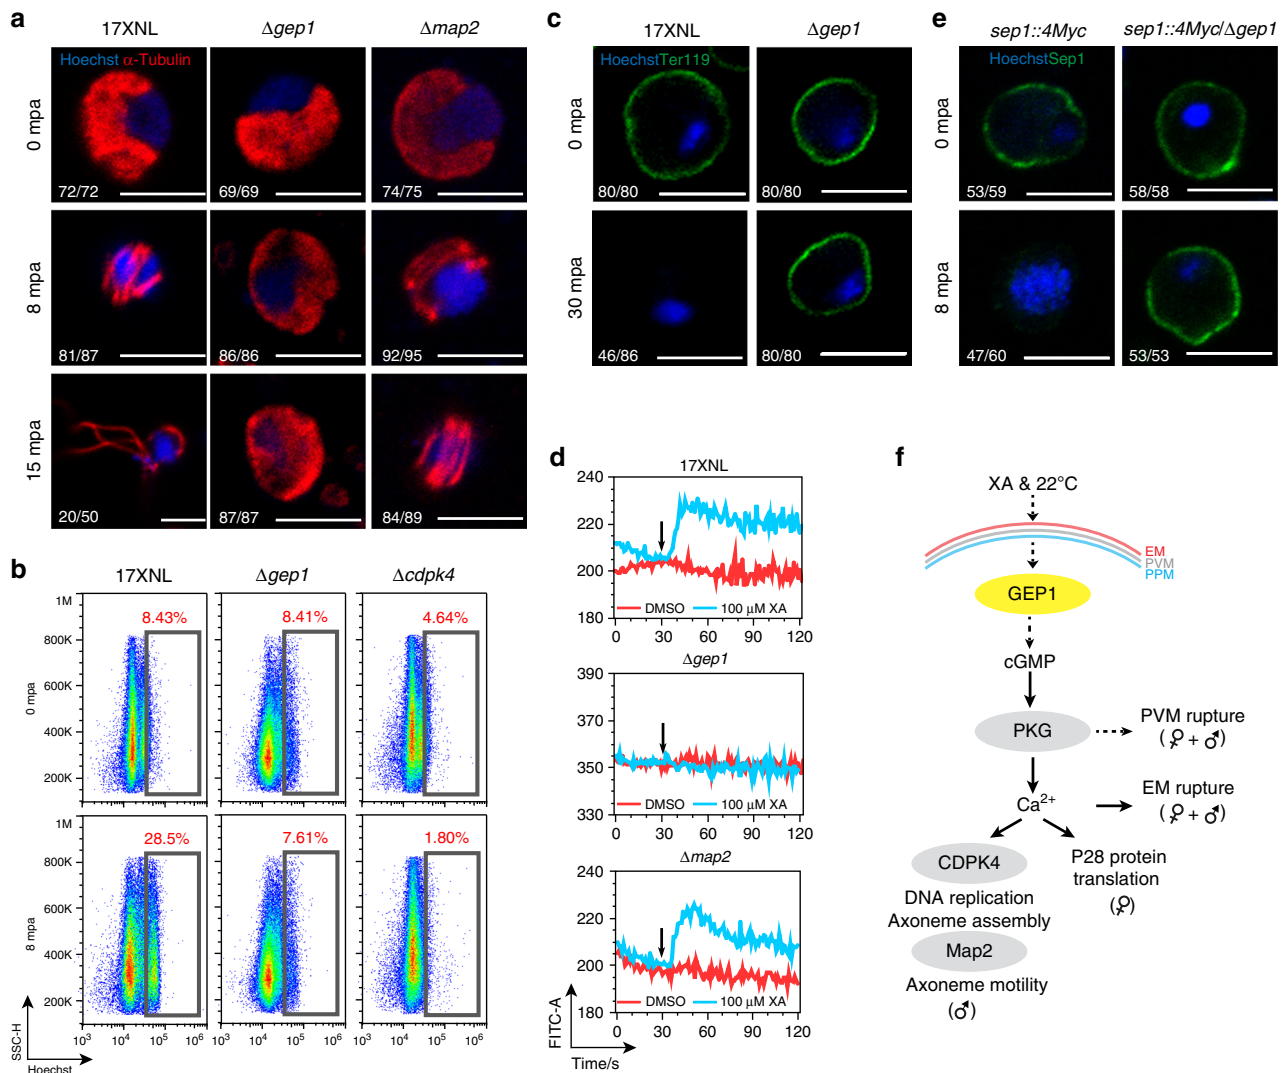 a
17XNL
Δgep1
Δmap2
Hoechst α-Tubulin
0 mpa
72/72
69/69
74/75
8 mpa
81/87
86/86
92/95
15 mpa
20/50
87/87
84/89
b
17XNL
Δgep1
Δcdpk4
1M
800K
600K
400K
200K
0 mpa
8.43%
8.41%
4.64%
1M
800K
600K
400K
200K
8 mpa
28.5%
7.61%
1.80%
10³ 10⁴ 10⁵ 10⁶
10³ 10⁴ 10⁵ 10⁶
10³ 10⁴ 10⁵ 10⁶
SSC-H
Hoechst
c
17XNL
Δgep1
HoechstTer119
0 mpa
80/80
80/80
30 mpa
46/86
80/80
d
17XNL
240
220
200
180
DMSO
100 μM XA
0 30 60 90 120
Δgep1
390
370
350
330
DMSO
100 μM XA
0 30 60 90 120
Δmap2
240
220
200
180
DMSO
100 μM XA
0 30 60 90 120
FITC-A
Time/s
e
sep1::4Myc
sep1::4Myc/Δgep1
HoechstSep1
0 mpa
53/59
58/58
8 mpa
47/60
53/53
f
XA & 22°C
EM
PVM
PPM
GEP1
cGMP
PKG
PVM rupture
(♀ + ♂)
Ca²⁺
EM rupture
(♀ + ♂)
CDPK4
DNA replication
Axoneme assembly
P28 protein
translation
(♀)
Map2
Axoneme motility
(♂)